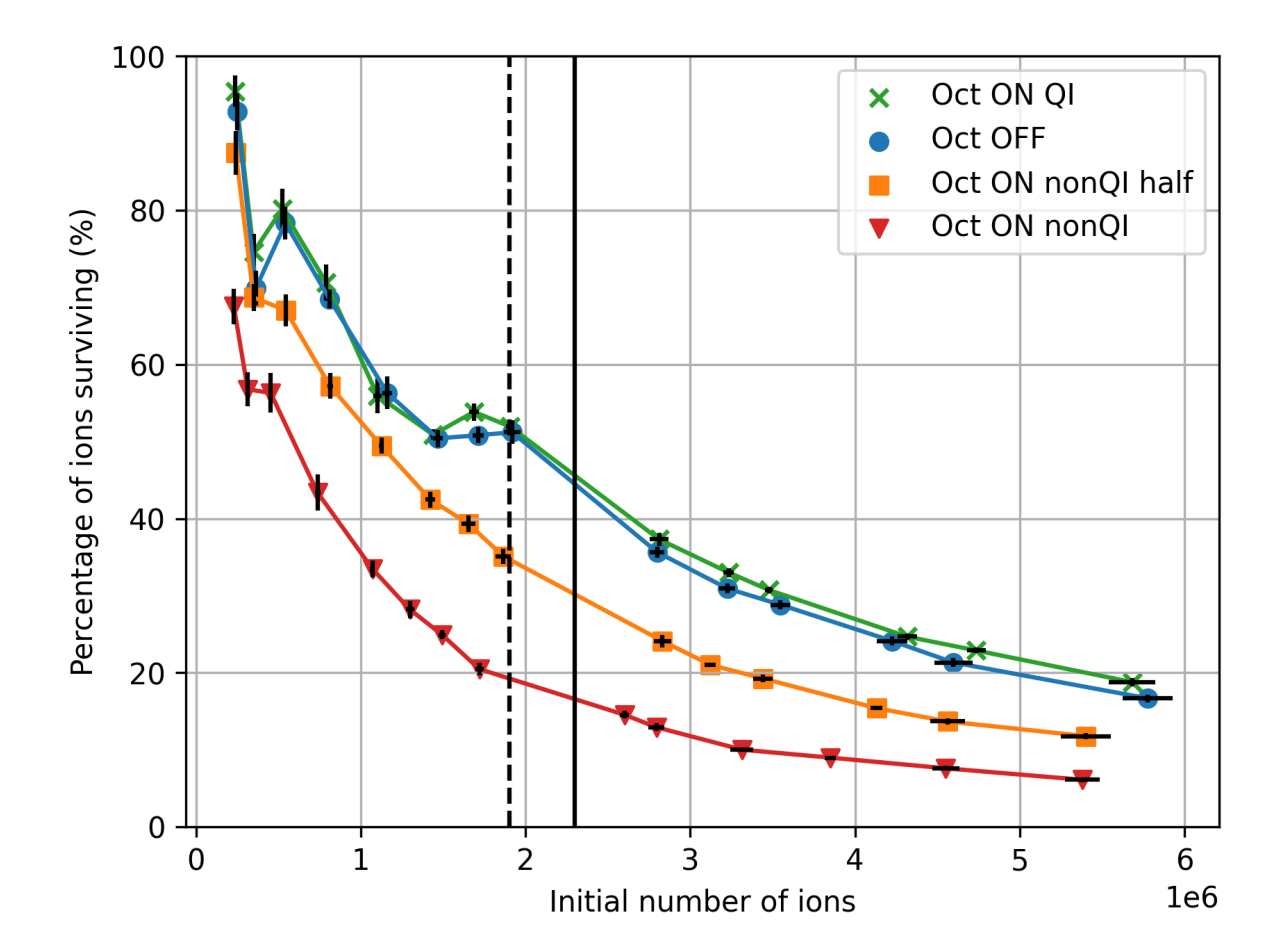 100
80
60
40
20
0
Percentage of ions surviving (%)
Oct ON QI
Oct OFF
Oct ON nonQI half
Oct ON nonQI
0 1 2 3 4 5 6
1e6
Initial number of ions